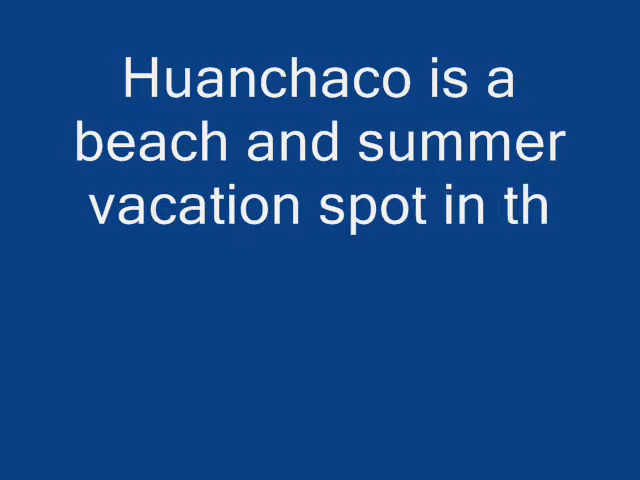 Huanchaco is a
beach and summer
vacation spot in th